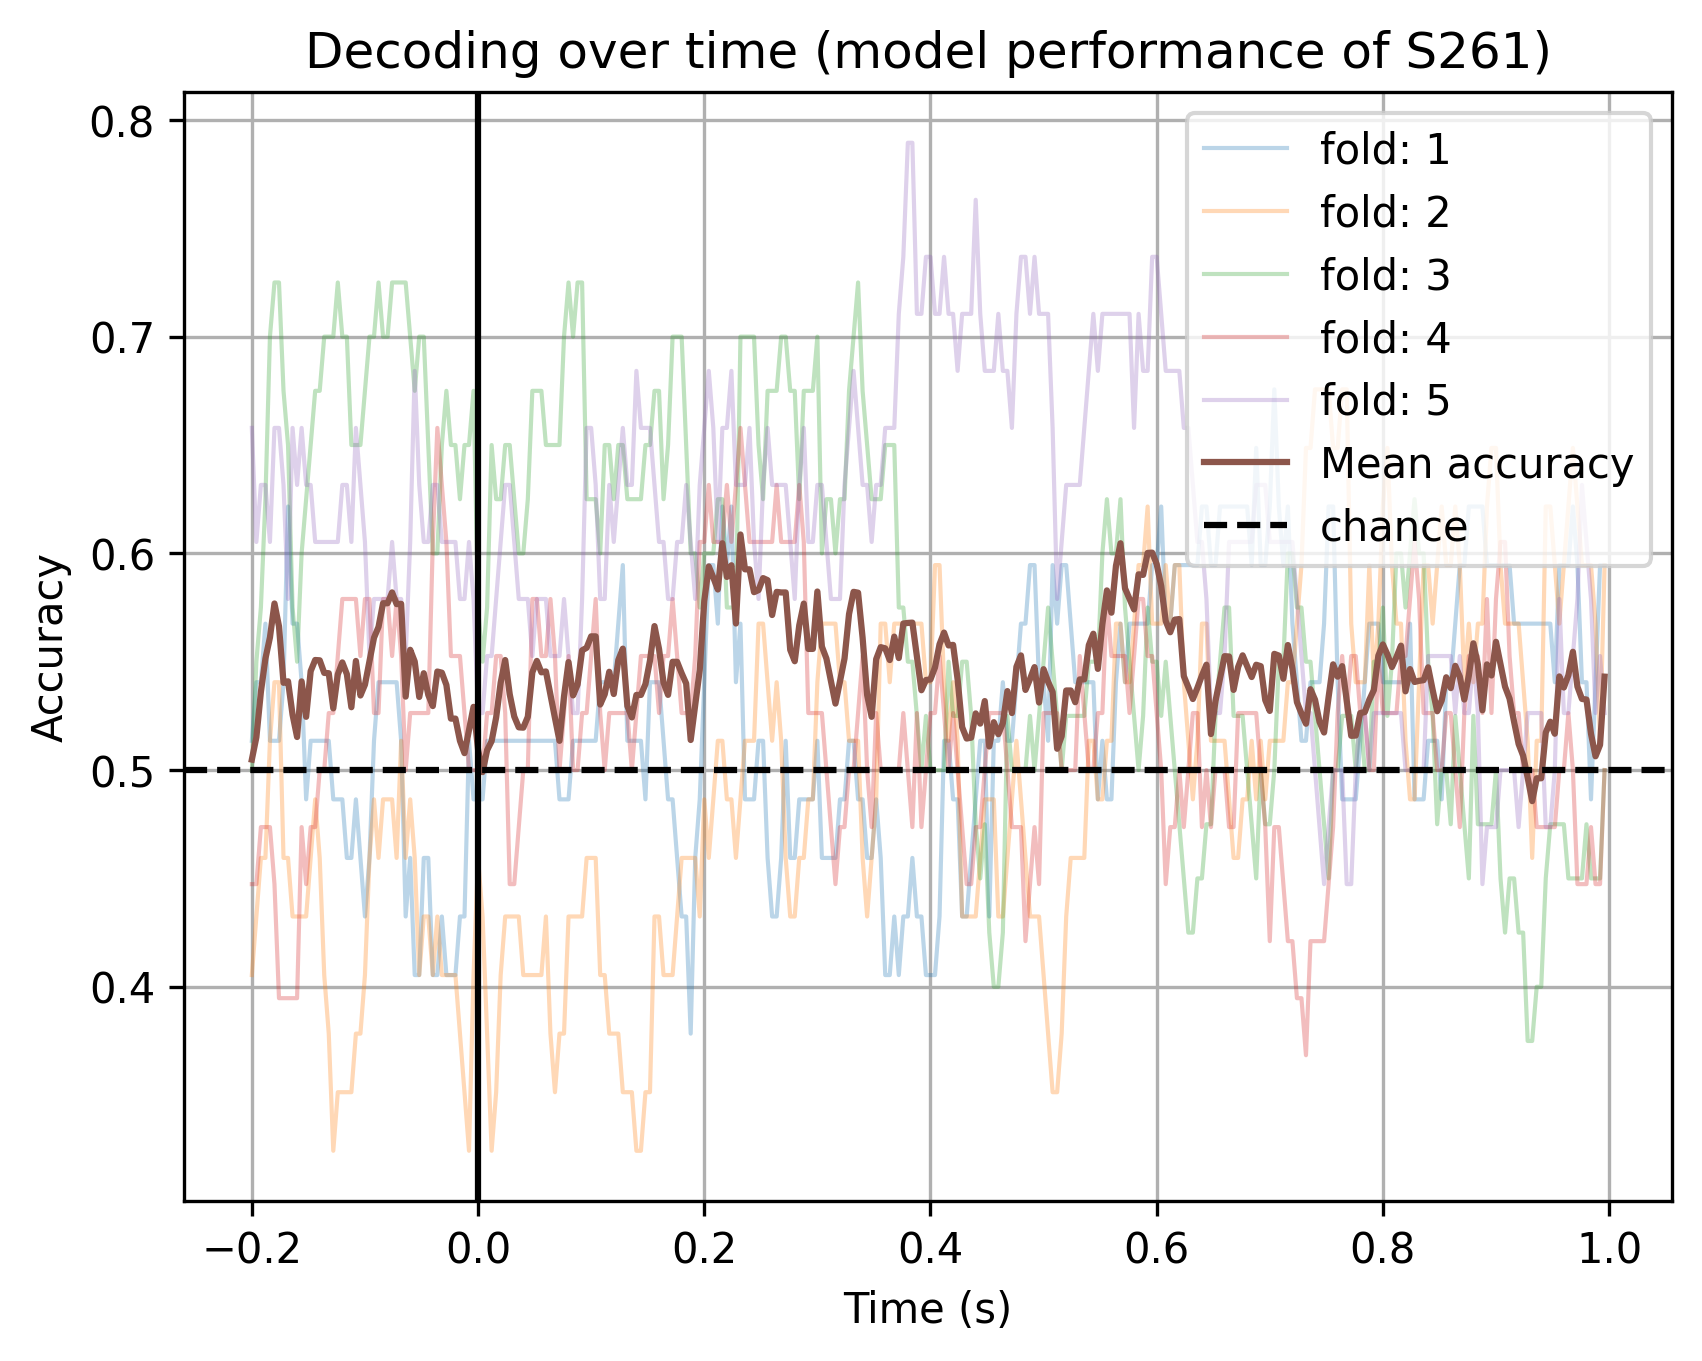 Decoding over time (model performance of S261)
0.8
0.7
0.6
0.5
0.4
Accuracy
fold: 1
fold: 2
fold: 3
fold: 4
fold: 5
Mean accuracy
chance
−0.2
0.0
0.2
0.4
0.6
0.8
1.0
Time (s)